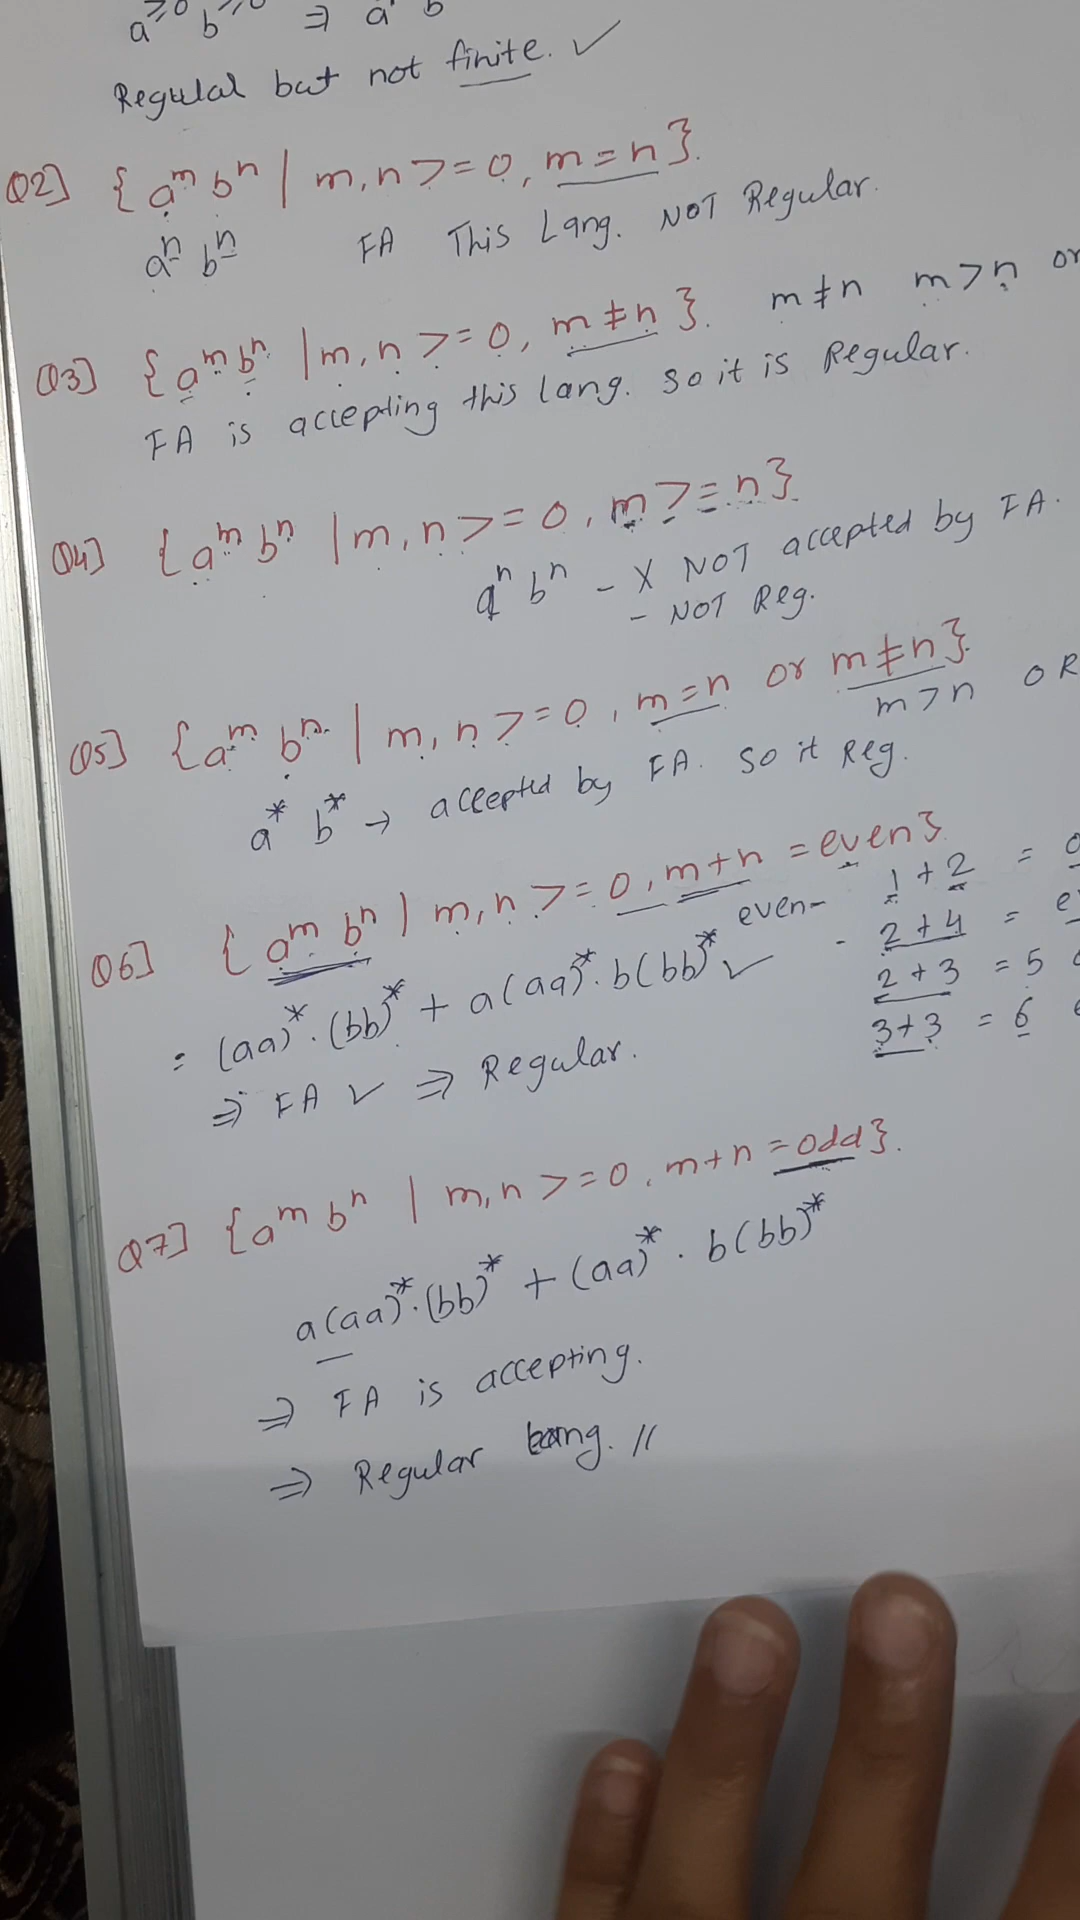 a^≥0 b^≥0 ⇒ a b
Regular but not finite. ✓
Q2] { a^m b^n | m, n >= 0, m = n }.
a^n b^n FA This Lang. NOT Regular.
Q3] { a^m b^n | m, n >= 0, m ≠ n }. m ≠ n m > n or
FA is accepting this lang. so it is Regular.
Q4] { a^m b^n | m, n >= 0, m >= n }
a^n b^n - X NOT accepted by FA.
- NOT Reg.
Q5] { a^m b^n | m, n >= 0, m = n or m ≠ n }.
m > n OR
a* b* → accepted by FA. so it Reg.
Q6] { a^m b^n | m, n >= 0, m+n = even }
even- 1 + 2 =
= (aa)*.(bb)* + a(aa)*.b(bb)* ✓ - 2 + 4 = e
2 + 3 = 5
⇒ FA ✓ ⇒ Regular. 3+3 = 6
Q7] { a^m b^n | m, n >= 0, m+n = odd }.
a(aa)*.(bb)* + (aa)* . b(bb)*
⇒ FA is accepting.
⇒ Regular Lang. //